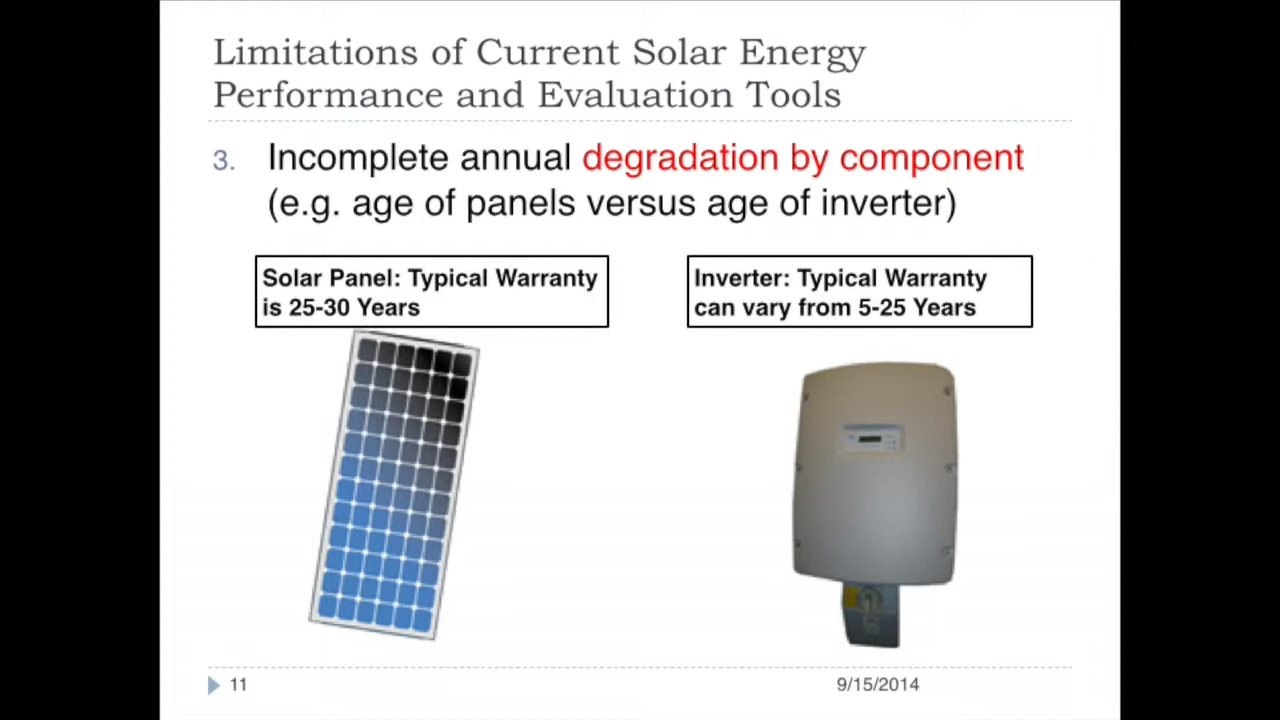 Limitations of Current Solar Energy
Performance and Evaluation Tools
3. Incomplete annual degradation by component
(e.g. age of panels versus age of inverter)
Solar Panel: Typical Warranty
is 25-30 Years
Inverter: Typical Warranty
can vary from 5-25 Years
11
9/15/2014